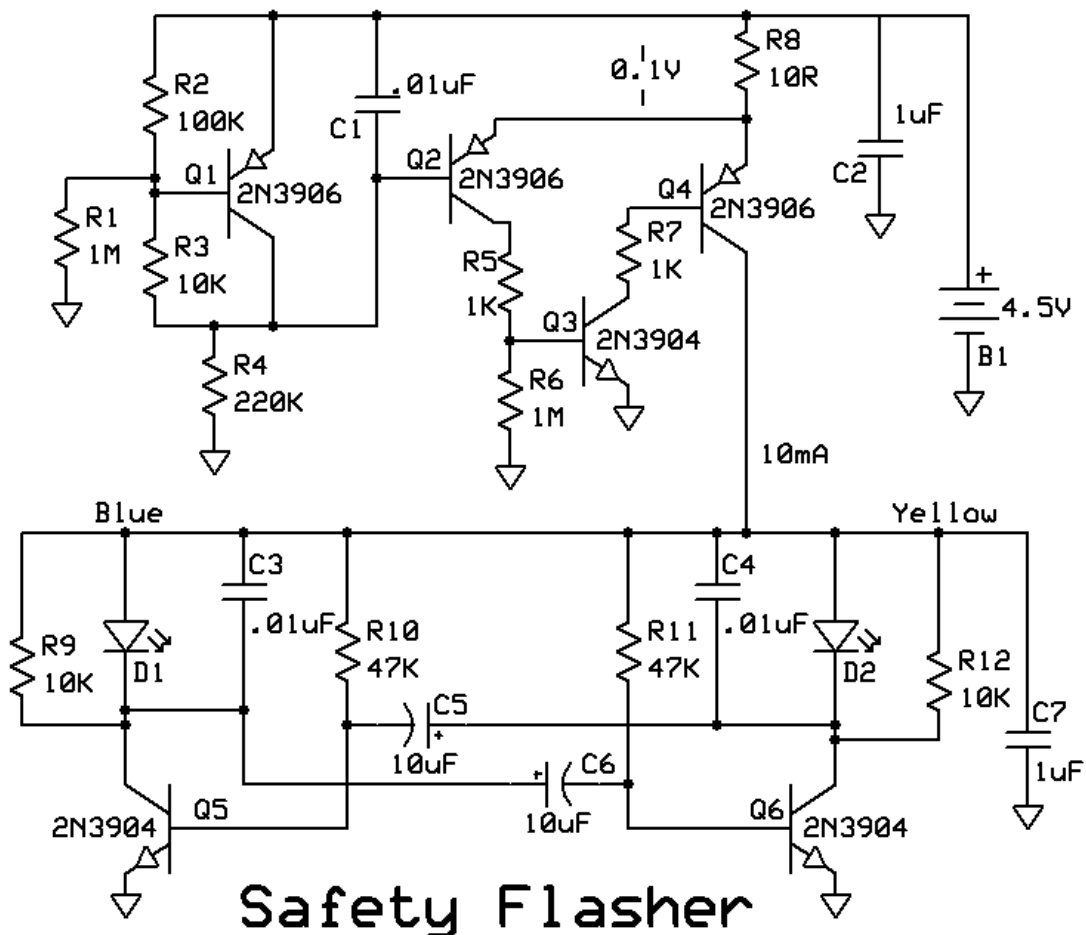 R2
100K
Q1
2N3906
R1
1M
R3
10K
R4
220K
.01uF
C1
Q2
2N3906
0.1V
R8
10R
1uF
C2
Q4
2N3906
R7
1K
R5
1K
Q3
2N3904
R6
1M
+
4.5V
B1
10mA
Blue
Yellow
C3
.01uF
C4
.01uF
R9
10K
D1
R10
47K
R11
47K
D2
R12
10K
C5
+
10uF
C6
+
10uF
C7
1uF
Q5
2N3904
Q6
2N3904
Safety Flasher